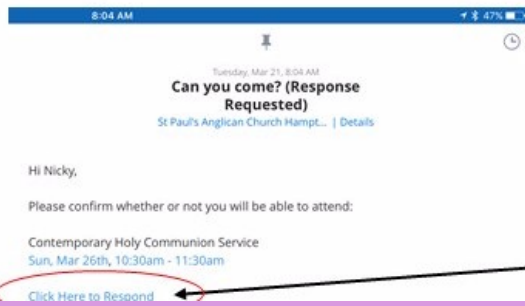 8:04 AM 47%
Tuesday, Mar 21, 8:04 AM
Can you come? (Response
Requested)
St Paul's Anglican Church Hampt... | Details
Hi Nicky,
Please confirm whether or not you will be able to attend:
Contemporary Holy Communion Service
Sun, Mar 26th, 10:30am - 11:30am
Click Here to Respond